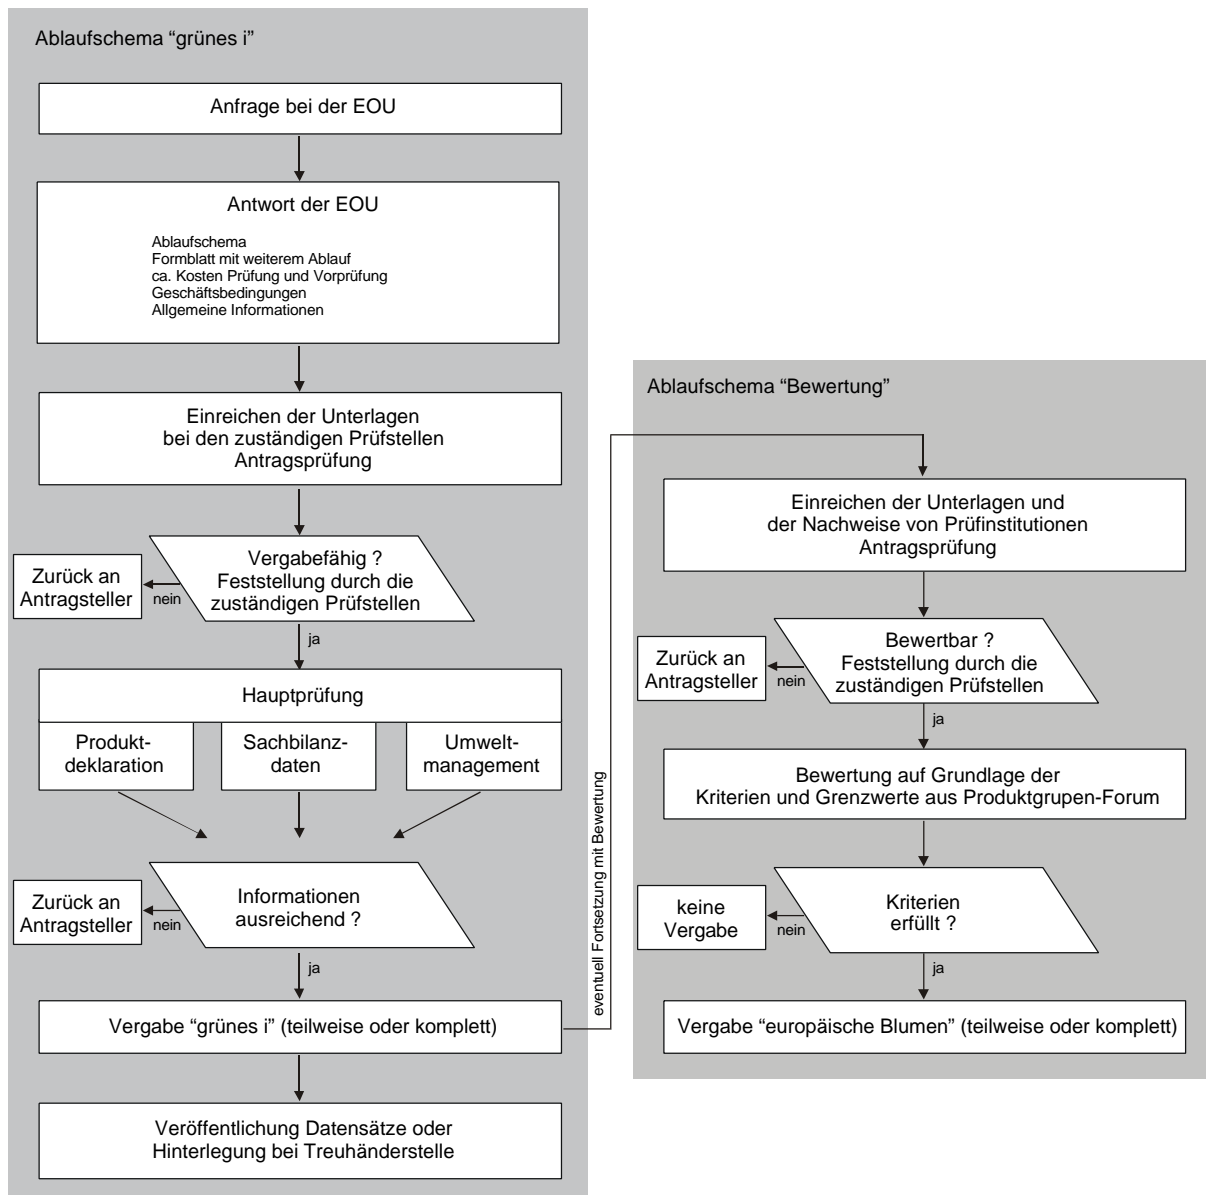 Ablaufschema “grünes i”
Anfrage bei der EOU
Antwort der EOU
Ablaufschema
Formblatt mit weiterem Ablauf
ca. Kosten Prüfung und Vorprüfung
Geschäftsbedingungen
Allgemeine Informationen
Einreichen der Unterlagen
bei den zuständigen Prüfstellen
Antragsprüfung
Vergabefähig ?
Feststellung durch die
zuständigen Prüfstellen
nein
Zurück an
Antragsteller
ja
Hauptprüfung
Produkt-
deklaration
Sachbilanz-
daten
Umwelt-
management
Informationen
ausreichend ?
nein
Zurück an
Antragsteller
ja
Vergabe “grünes i” (teilweise oder komplett)
Veröffentlichung Datensätze oder
Hinterlegung bei Treuhänderstelle
eventuell Fortsetzung mit Bewertung
Ablaufschema “Bewertung”
Einreichen der Unterlagen und
der Nachweise von Prüfinstitutionen
Antragsprüfung
Bewertbar ?
Feststellung durch die
zuständigen Prüfstellen
nein
Zurück an
Antragsteller
ja
Bewertung auf Grundlage der
Kriterien und Grenzwerte aus Produktgrupen-Forum
Kriterien
erfüllt ?
nein
keine
Vergabe
ja
Vergabe “europäische Blumen” (teilweise oder komplett)